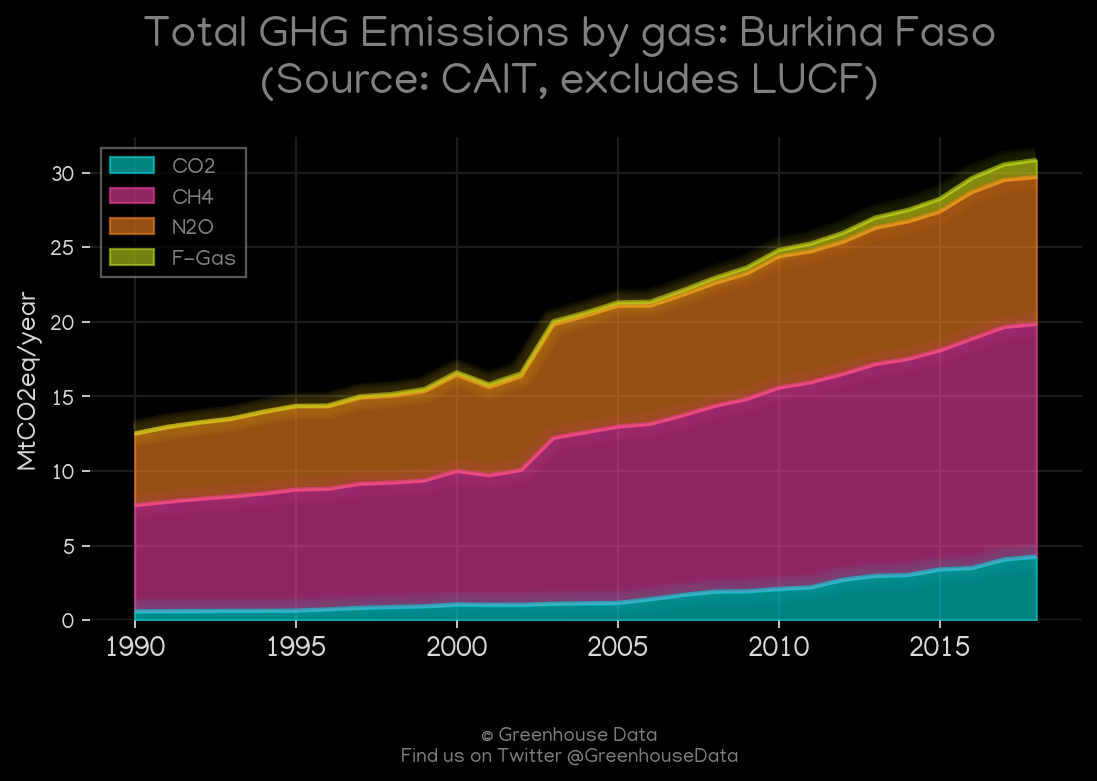 Total GHG Emissions by gas: Burkina Faso
(Source: CAIT, excludes LUCF)
CO2
CH4
N2O
F-Gas
MtCO2eq/year
30
25
20
15
10
5
0
1990 1995 2000 2005 2010 2015
© Greenhouse Data
Find us on Twitter @GreenhouseData